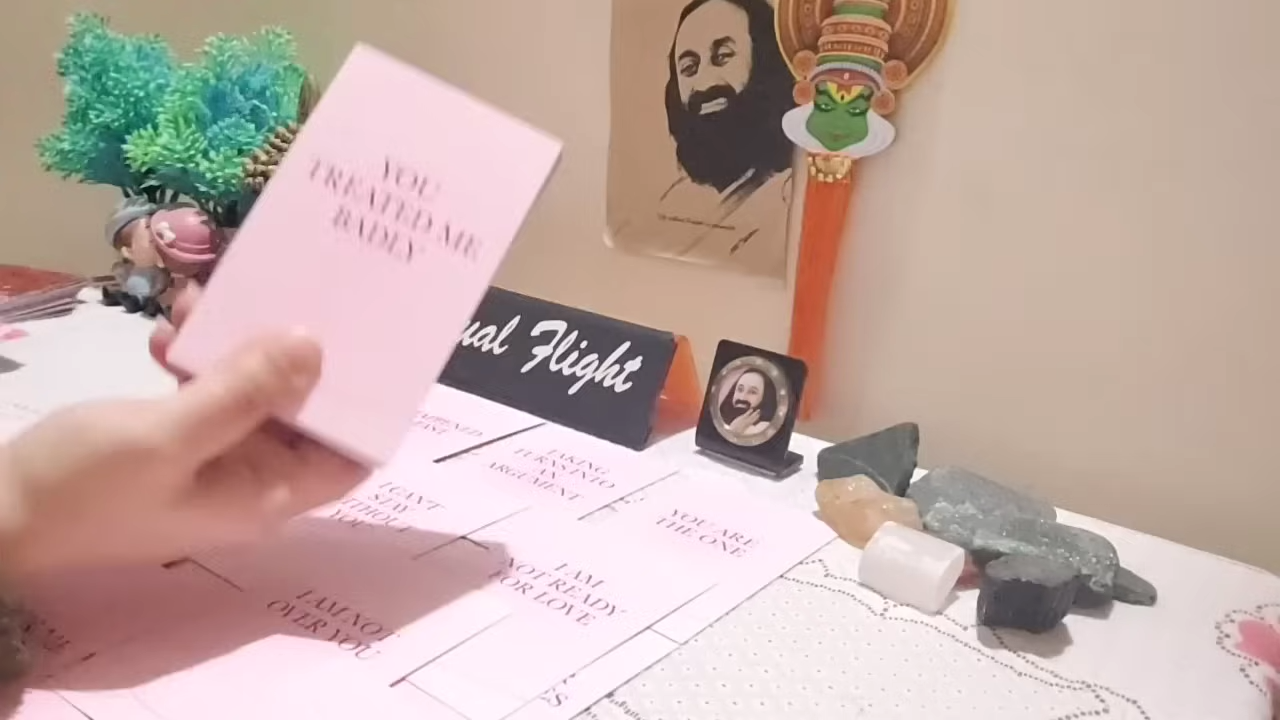 YOU
TREATED ME
BADLY
ual Flight
TAKING
TURNS INTO
AN
ARGUMENT
YOU ARE
THE ONE
I CAN'T
STAY
YOU
I AM
NOT READY
FOR LOVE
I AM NOT
OVER YOU